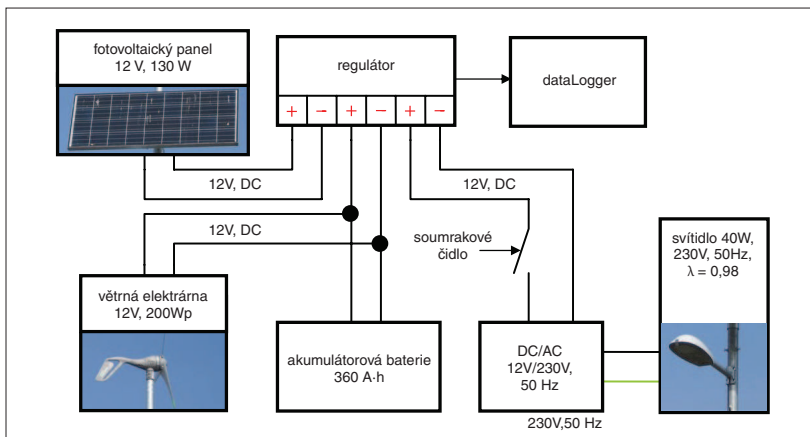 fotovoltaický panel
12 V, 130 W
regulátor
dataLogger
+ – + – + –
12V, DC
12V, DC
12V, DC
soumrakové
čidlo
svítidlo 40W,
230V, 50Hz,
λ = 0,98
větrná elektrárna
12V, 200Wp
akumulátorová baterie
360 A·h
DC/AC
12V/230V,
50 Hz
230V,50 Hz